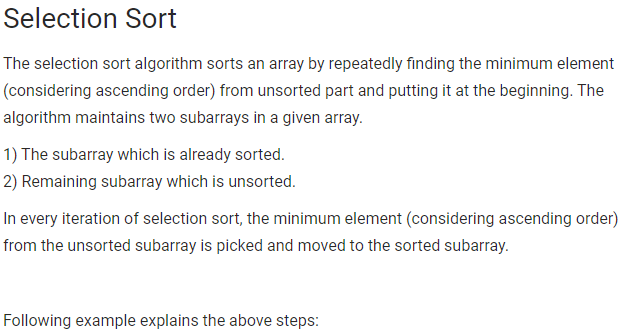 Selection Sort
The selection sort algorithm sorts an array by repeatedly finding the minimum element
(considering ascending order) from unsorted part and putting it at the beginning. The
algorithm maintains two subarrays in a given array.
1) The subarray which is already sorted.
2) Remaining subarray which is unsorted.
In every iteration of selection sort, the minimum element (considering ascending order)
from the unsorted subarray is picked and moved to the sorted subarray.
Following example explains the above steps: